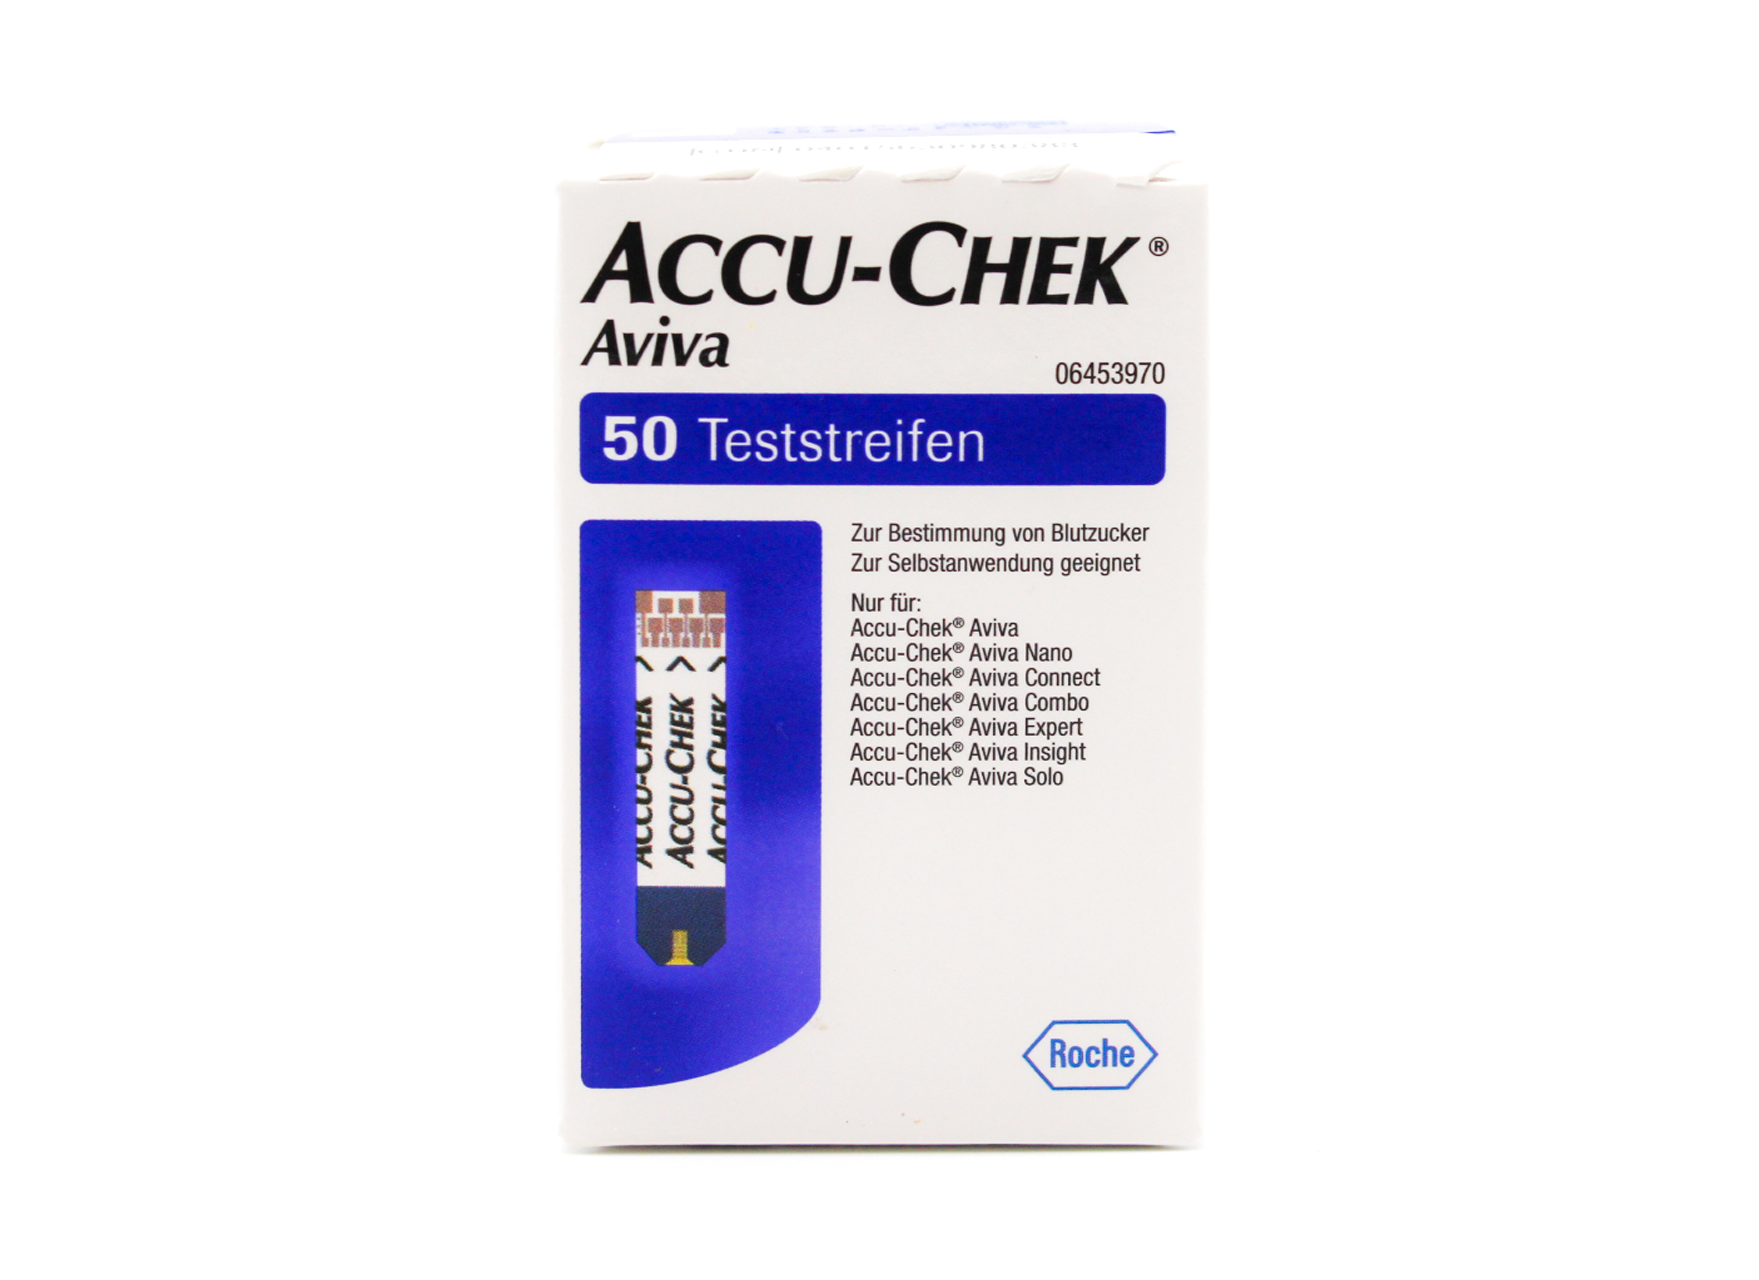 ACCU-CHEK®
Aviva
06453970
50 Teststreifen
Zur Bestimmung von Blutzucker
Zur Selbstanwendung geeignet
Nur für:
Accu-Chek® Aviva
Accu-Chek® Aviva Nano
Accu-Chek® Aviva Connect
Accu-Chek® Aviva Combo
Accu-Chek® Aviva Expert
Accu-Chek® Aviva Insight
Accu-Chek® Aviva Solo
ACCU-CHEK
ACCU-CHEK >
ACCU-CHEK
Roche